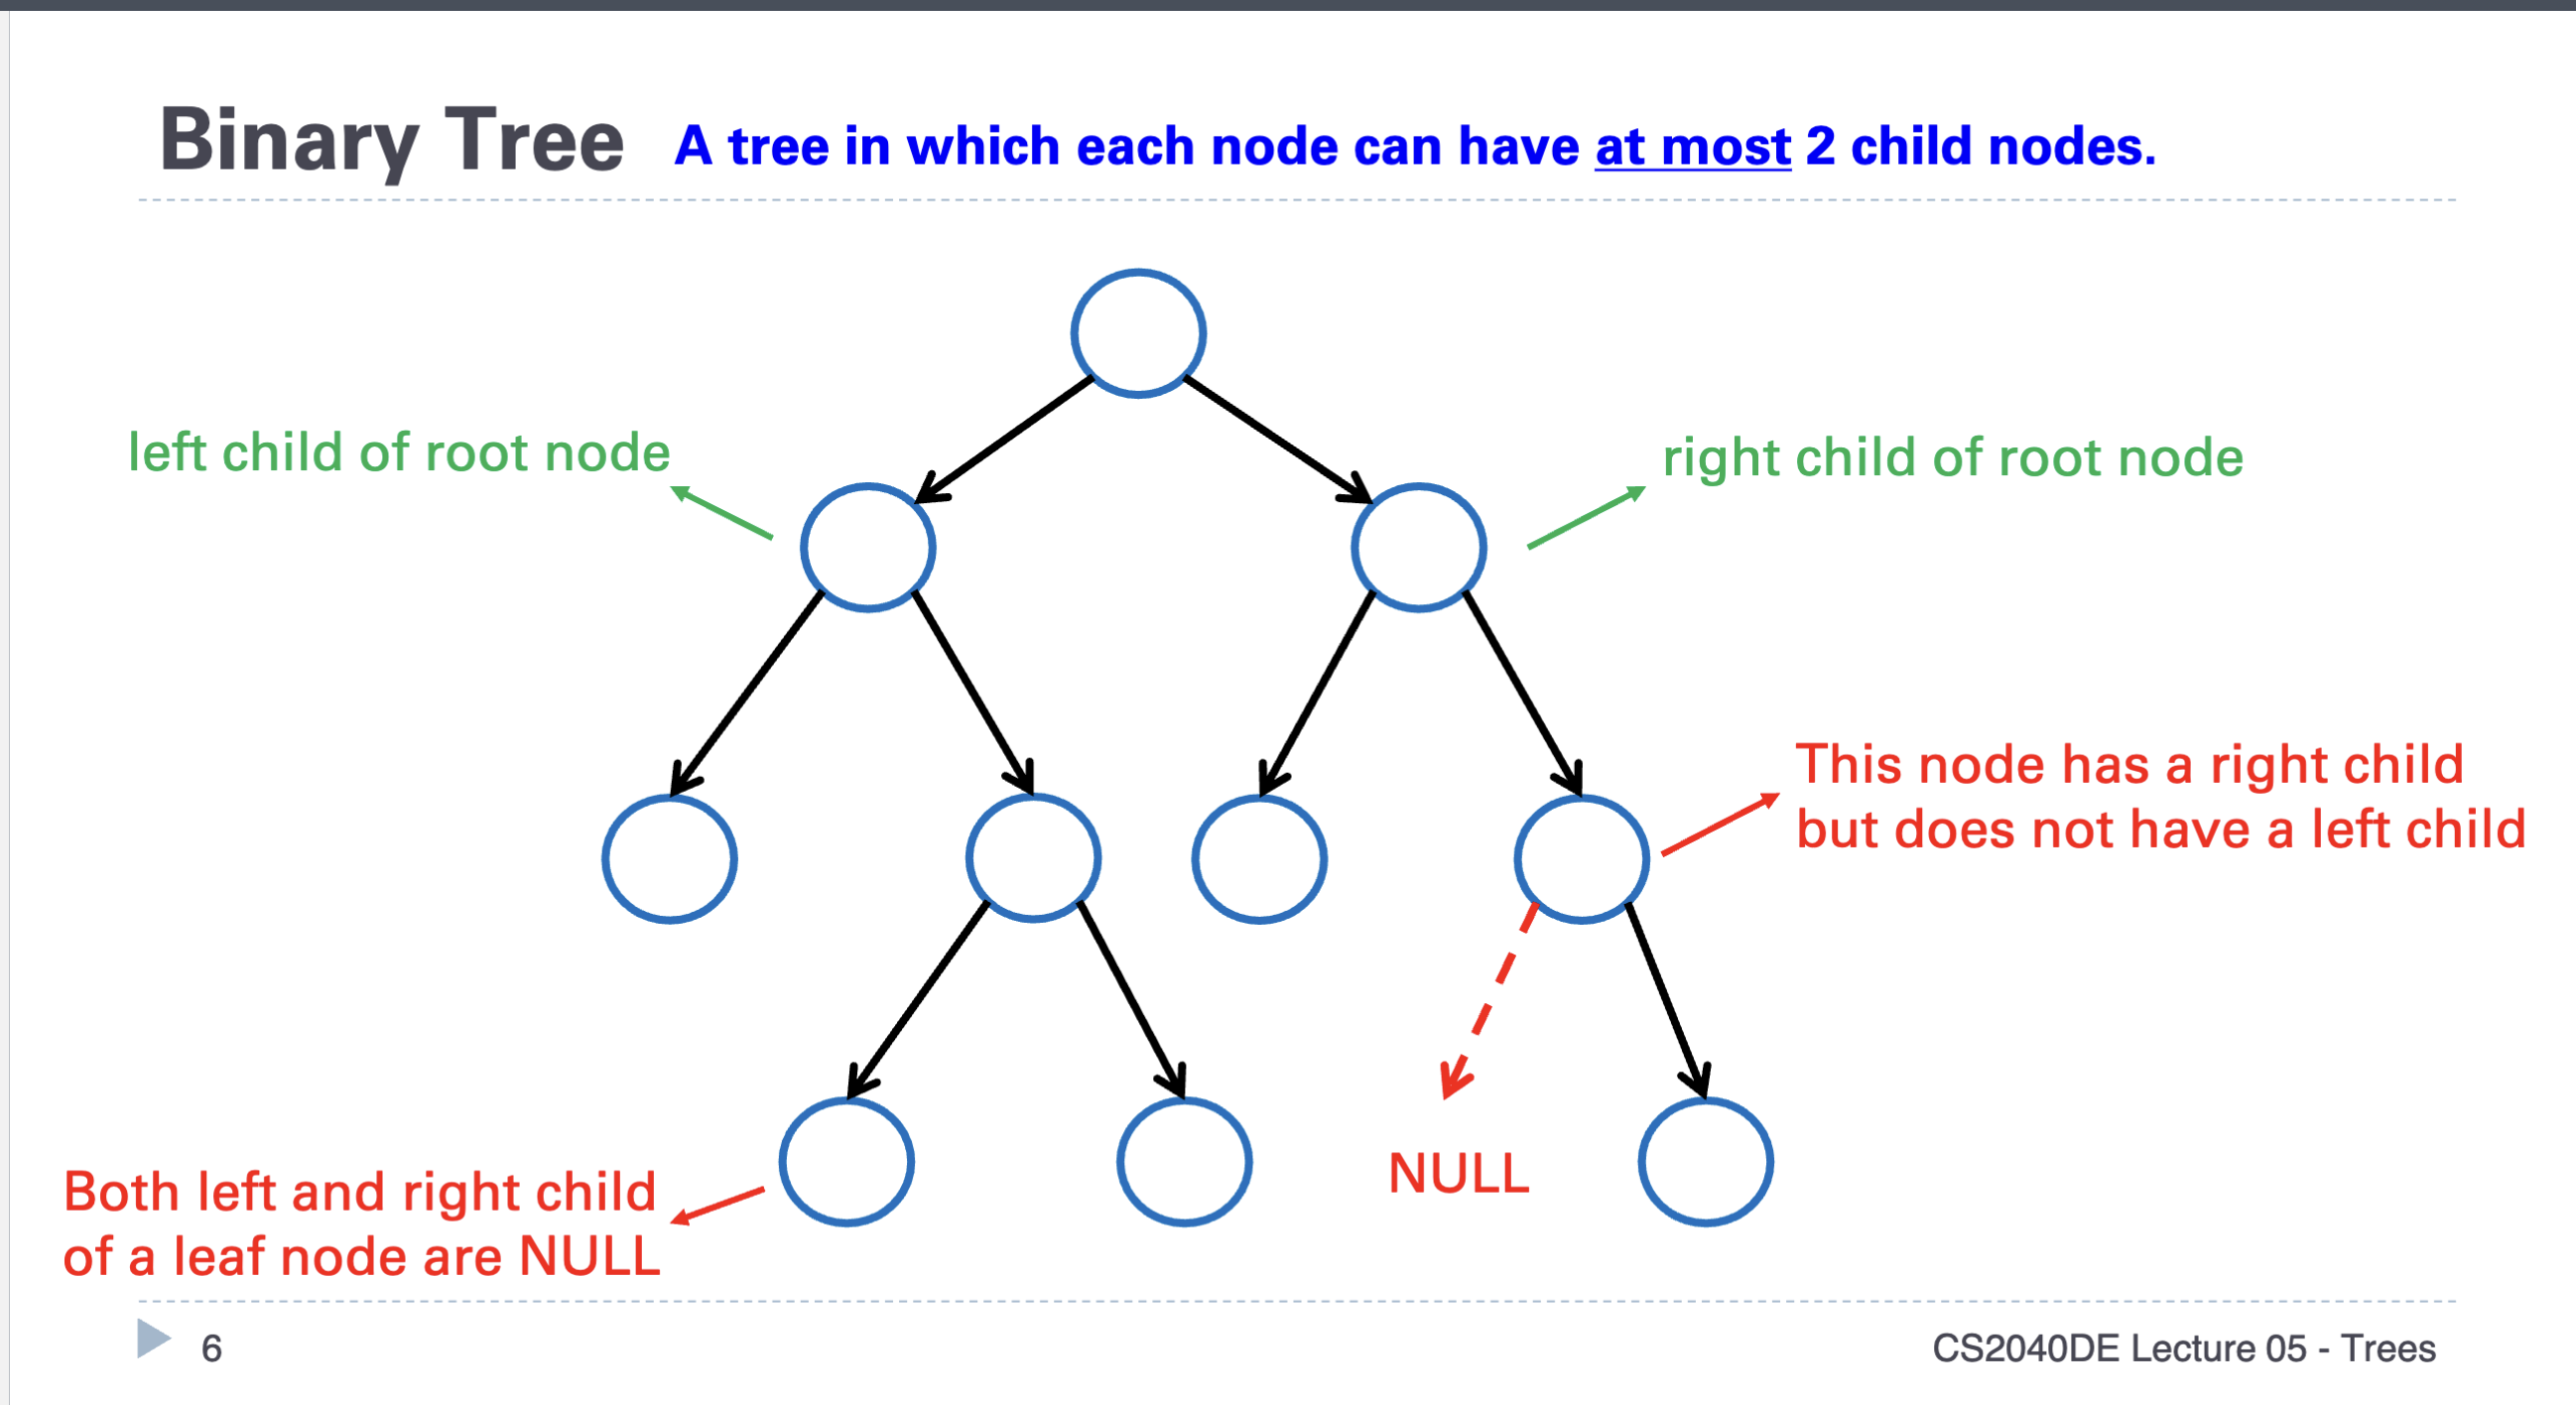 Binary Tree A tree in which each node can have at most 2 child nodes.
left child of root node
right child of root node
This node has a right child
but does not have a left child
NULL
Both left and right child
of a leaf node are NULL
6
CS2040DE Lecture 05 - Trees